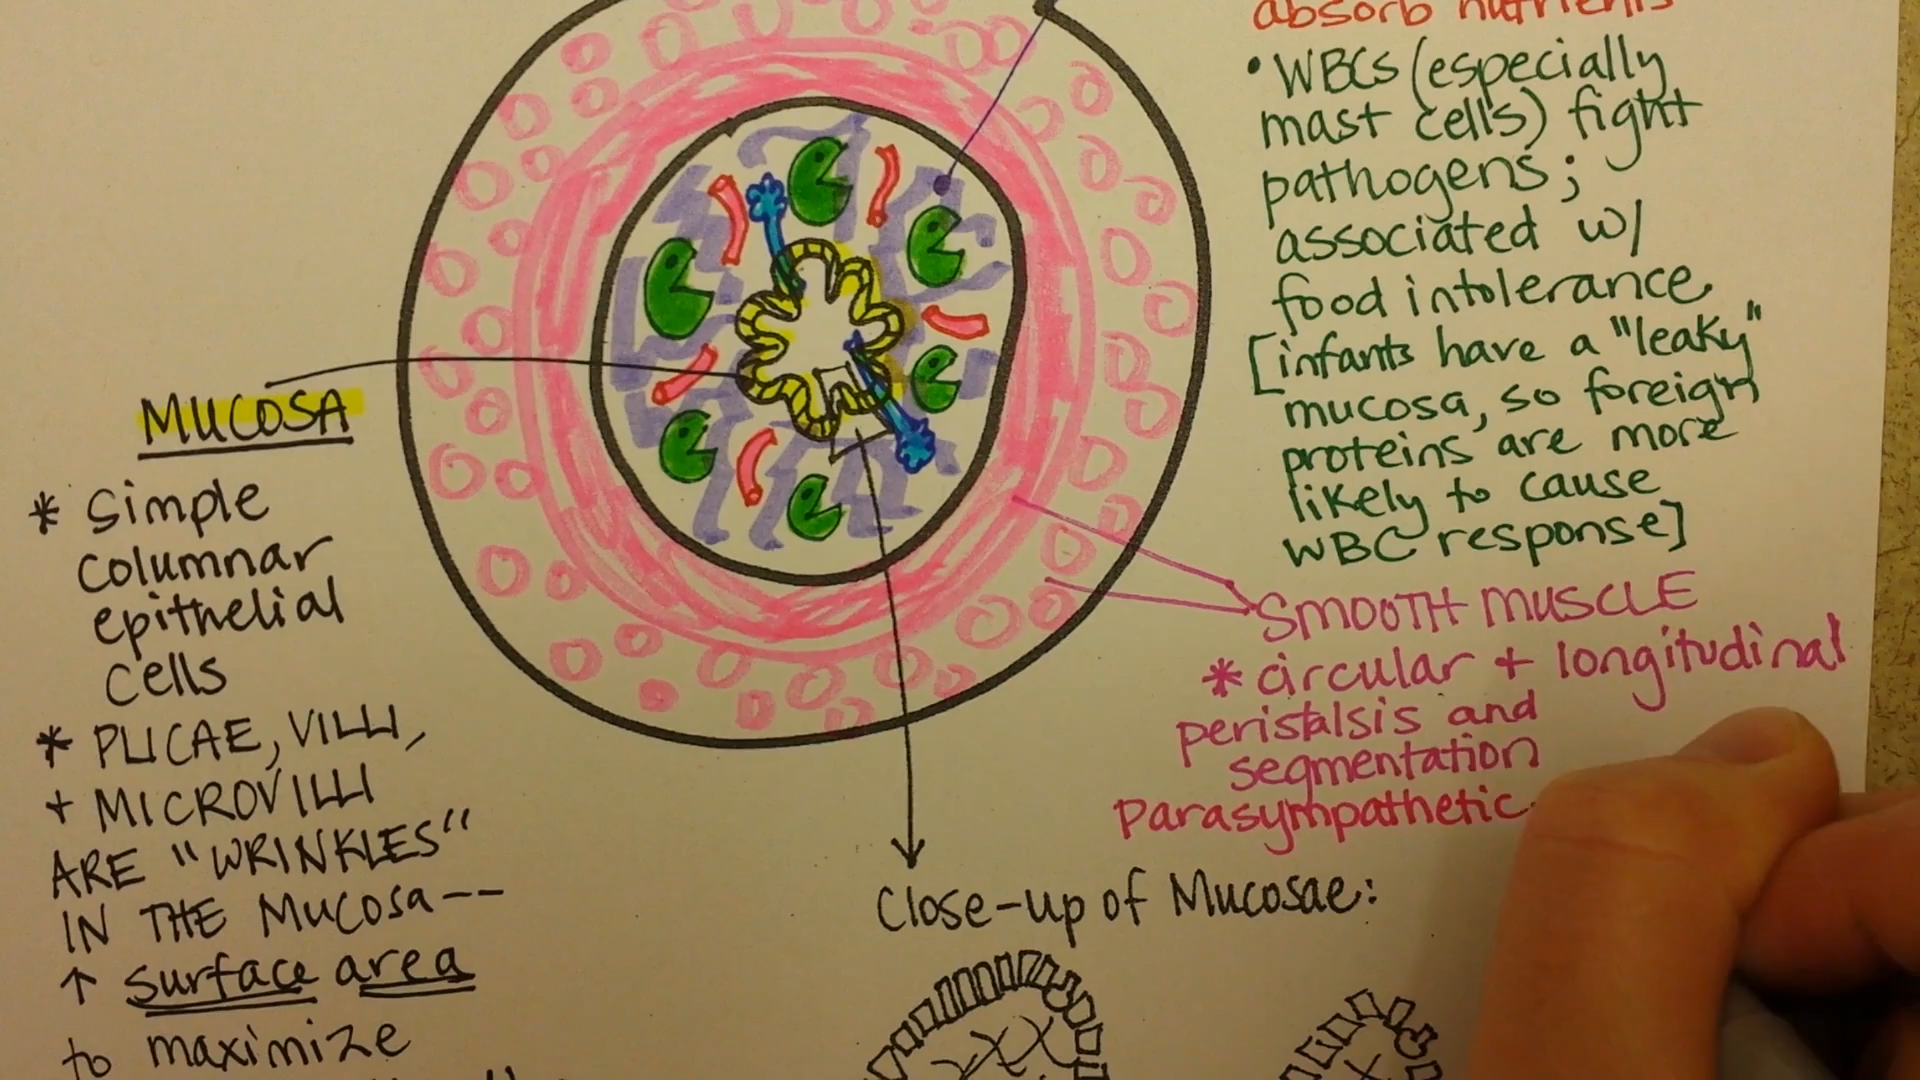 absorb nutrients
• WBCs (especially
mast cells) fight
pathogens;
associated w/
food intolerance
[infants have a "leaky"
mucosa, so foreign
proteins are more
likely to cause
WBC response]
SMOOTH MUSCLE
* circular + longitudinal
peristalsis and
segmentation
Parasympathetic
MUCOSA
* Simple
columnar
epithelial
cells
* PLICAE, VILLI,
+ MICROVILLI
ARE "WRINKLES"
IN THE MUCOSA--
↑ surface area
to maximize
Close-up of Mucosae: